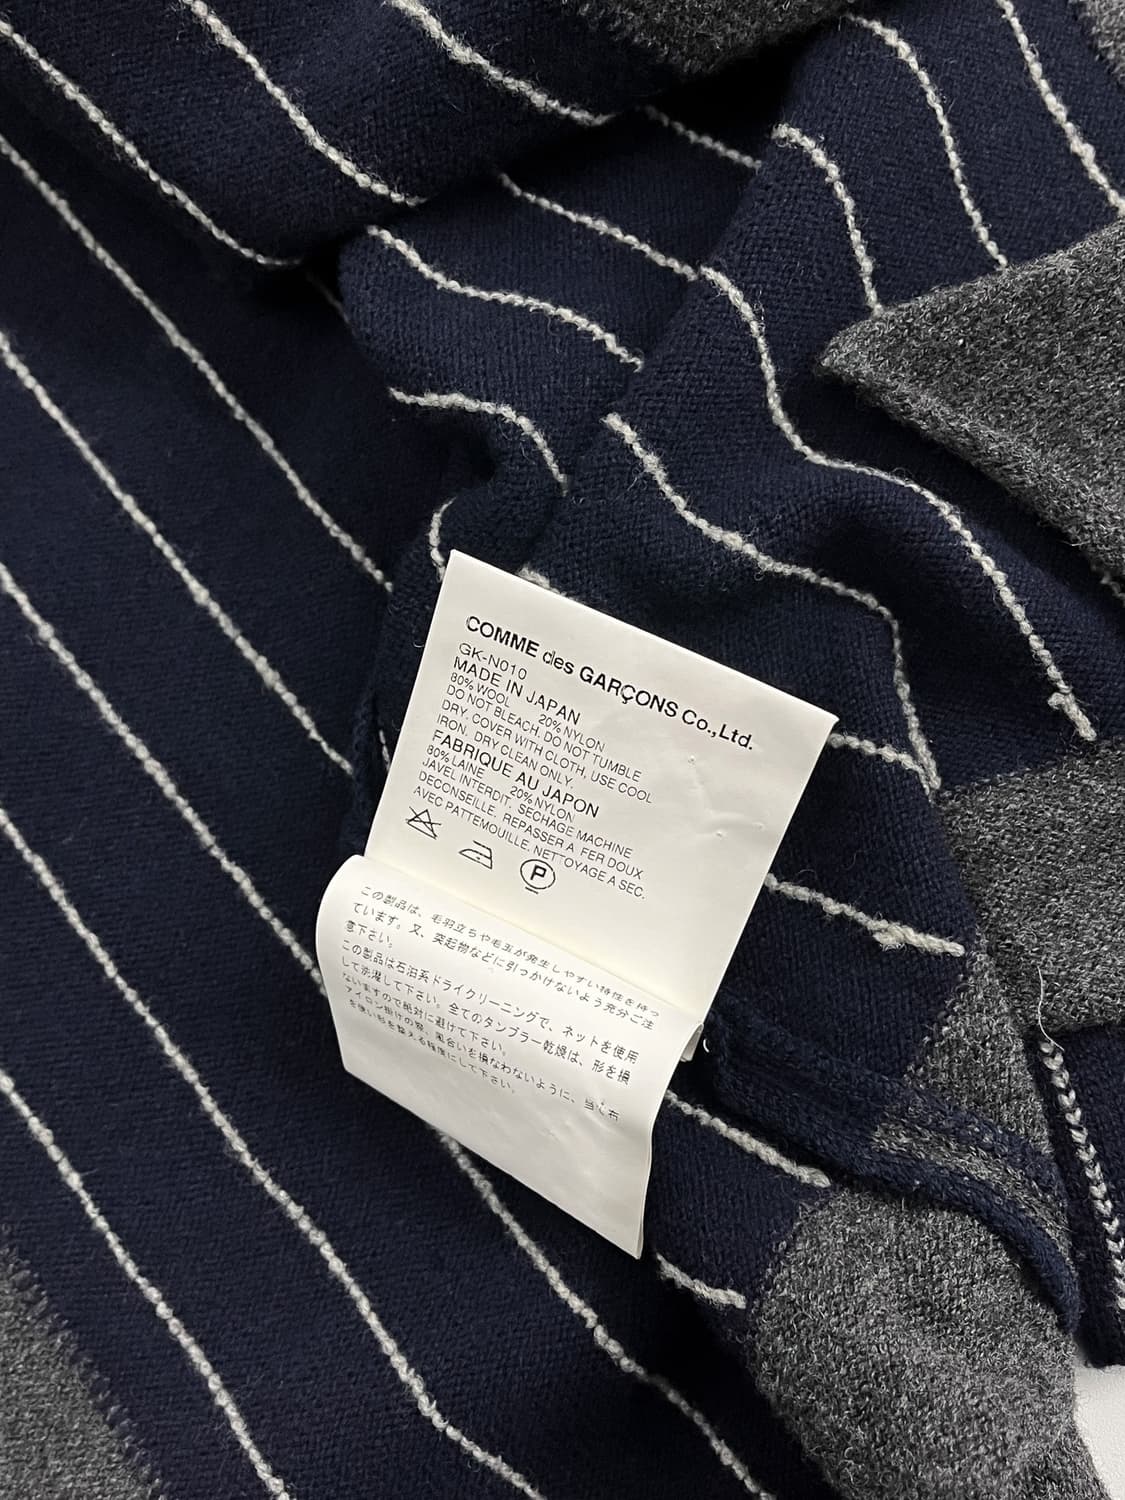 COMME des GARÇONS Co.,Ltd.
GK-N010
MADE IN JAPAN
80% WOOL 20% NYLON
DO NOT BLEACH. DO NOT TUMBLE
DRY. COVER WITH CLOTH, USE COOL
IRON. DRY CLEAN ONLY.
FABRIQUE AU JAPON
80% LAINE 20% NYLON
JAVEL INTERDIT. SECHAGE MACHINE
DECONSEILLE. REPASSER A FER DOUX
AVEC PATTEMOUILLE. NETTOYAGE A SEC.
P
この製品は、毛羽立ちや毛玉が発生しやすい特性を持っ
ています。又、突起物などに引っかけないよう充分ご注
意下さい。
この製品は石油系ドライクリーニングで、ネットを使用
して洗濯して下さい。全てのタンブラー乾燥は、形を損
ないますので絶対に避けて下さい。
アイロン掛けの際、風合いを損なわないように、当て布
を使い形を整える程度にして下さい。